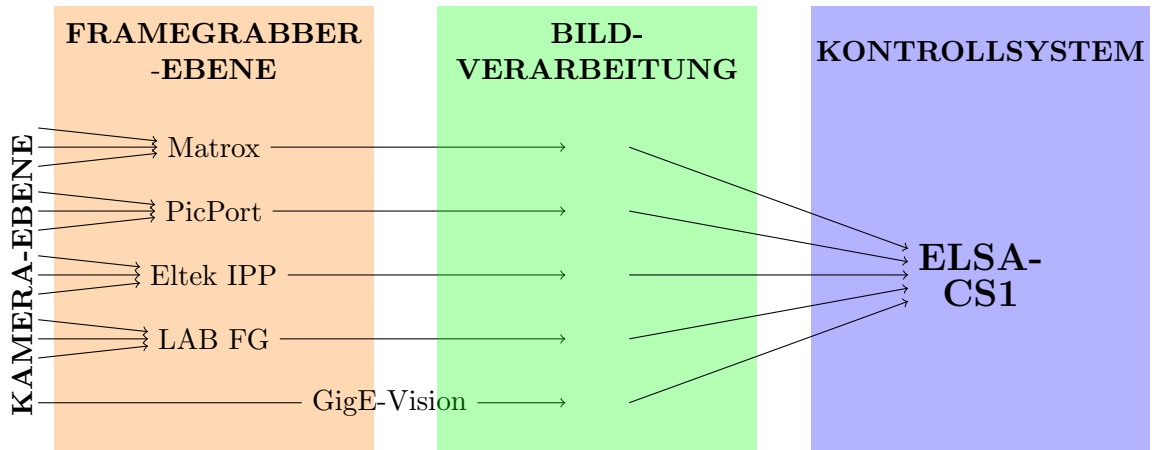 FRAMEGRABBER
-EBENE
BILD-
VERARBEITUNG
KONTROLLSYSTEM
KAMERA-EBENE
Matrox
PicPort
Eltek IPP
LAB FG
GigE-Vision
ELSA-
CS1